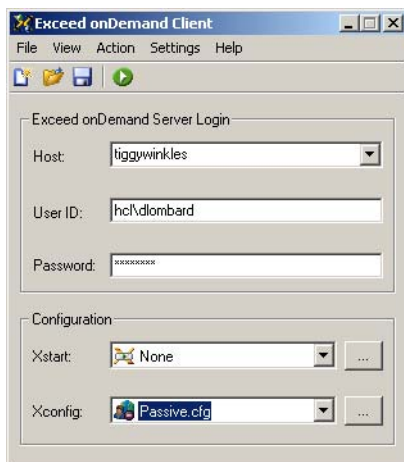 Exceed onDemand Client
File View Action Settings Help
Exceed onDemand Server Login
Host: tiggywinkles
User ID: hcl\dlombard
Password: ********
Configuration
Xstart: None ...
Xconfig: Passive.cfg ...